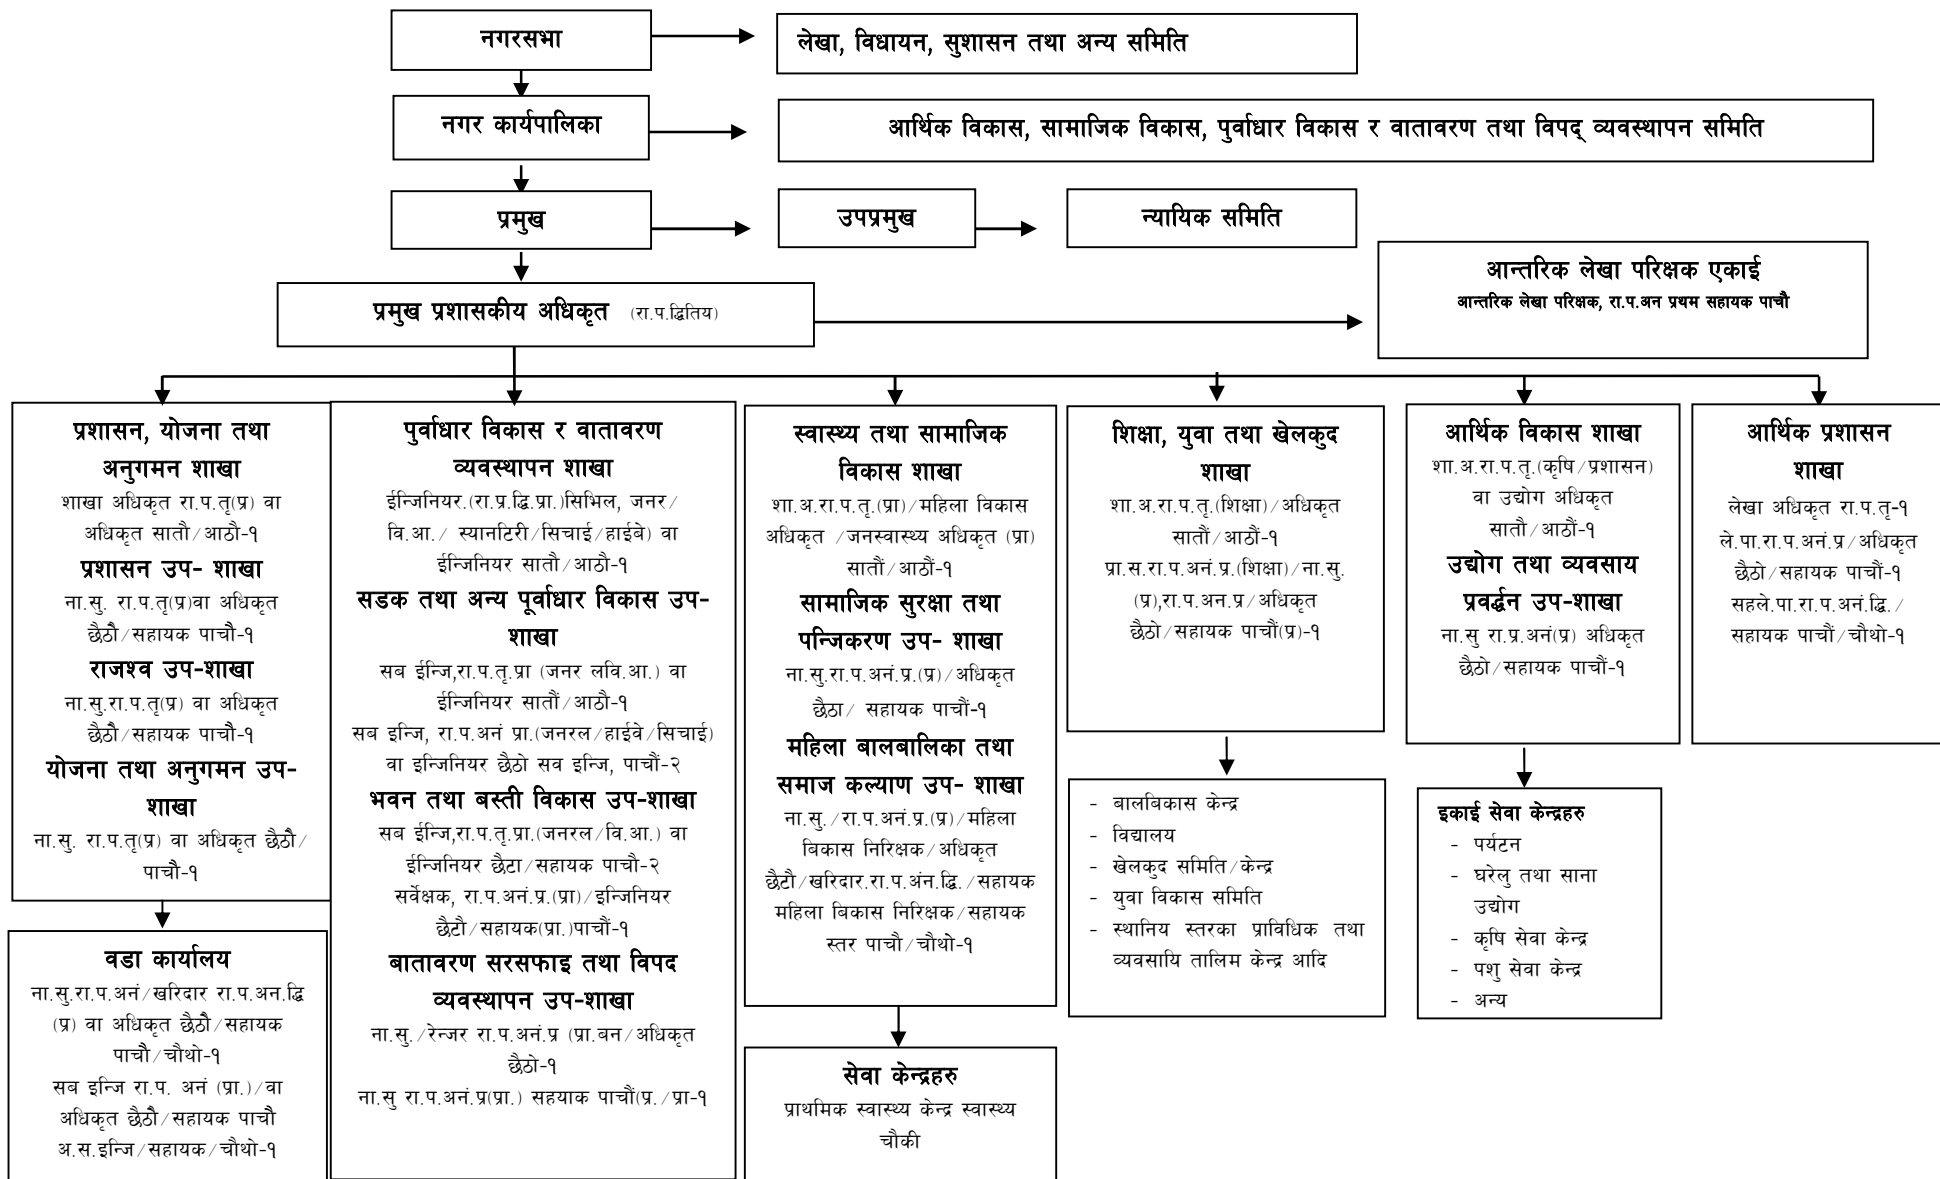 नगरसभा
लेखा, विधायन, सुशासन तथा अन्य समिति
नगर कार्यपालिका
आर्थिक विकास, सामाजिक विकास, पुर्वाधार विकास र वातावरण तथा विपद् व्यवस्थापन समिति
प्रमुख
उपप्रमुख
न्यायिक समिति
आन्तरिक लेखा परिक्षक एकाई
आन्तरिक लेखा परिक्षक, रा.प.अन प्रथम सहायक पाचौ
प्रमुख प्रशासकीय अधिकृत (रा.प.द्धितिय)
प्रशासन, योजना तथा
अनुगमन शाखा
शाखा अधिकृत रा.प.तृ(प्र) वा
अधिकृत सातौ/आठौ-१
प्रशासन उप- शाखा
ना.सु. रा.प.तृ(प्र)वा अधिकृत
छैठौ/सहायक पाचौ-१
राजश्व उप-शाखा
ना.सु.रा.प.तृ(प्र) वा अधिकृत
छैठौ/सहायक पाचौ-१
योजना तथा अनुगमन उप-
शाखा
ना.सु. रा.प.तृ(प्र) वा अधिकृत छैठौ/
पाचौ-१
वडा कार्यालय
ना.सु.रा.प.अनं/खरिदार रा.प.अन.द्धि
(प्र) वा अधिकृत छैठौ/सहायक
पाचौ/चौथो-१
सब इन्जि रा.प. अनं (प्रा.)/वा
अधिकृत छैठौ/सहायक पाचौ
अ.स.इन्जि/सहायक/चौथो-१
पुर्वाधार विकास र वातावरण
व्यवस्थापन शाखा
ईन्जिनियर.(रा.प्र.द्धि.प्रा.)सिभिल, जनर/
वि.आ./ स्यानटिरी/सिचाई/हाईबे) वा
ईन्जिनियर सातौ/आठौ-१
सडक तथा अन्य पूर्वाधार विकास उप-
शाखा
सब ईन्जि,रा.प.तृ.प्रा (जनर लवि.आ.) वा
ईन्जिनियर सातौं/आठौ-१
सब इन्जि, रा.प.अनं प्रा.(जनरल/हाईवे/सिचाई)
वा इन्जिनियर छैठो सव इन्जि, पाचौं-२
भवन तथा बस्ती विकास उप-शाखा
सब ईन्जि,रा.प.तृ.प्रा.(जनरल/वि.आ.) वा
ईन्जिनियर छैटा/सहायक पाचौ-२
सर्वेक्षक, रा.प.अनं.प्र.(प्रा)/इन्जिनियर
छैटौ/सहायक(प्रा.)पाचौं-१
बातावरण सरसफाइ तथा विपद
व्यवस्थापन उप-शाखा
ना.सु./रेन्जर रा.प.अनं.प्र (प्रा.बन/अधिकृत
छैठो-१
ना.सु रा.प.अनं.प्र(प्रा.) सहयाक पाचौं(प्र./प्रा-१
स्वास्थ्य तथा सामाजिक
विकास शाखा
शा.अ.रा.प.तृ.(प्रा)/महिला विकास
अधिकृत /जनस्वास्थ्य अधिकृत (प्रा)
सातौं/आठौं-१
सामाजिक सुरक्षा तथा
पन्जिकरण उप- शाखा
ना.सु.रा.प.अनं.प्र.(प्र)/अधिकृत
छैठा/ सहायक पाचौं-१
महिला बालबालिका तथा
समाज कल्याण उप- शाखा
ना.सु./रा.प.अनं.प्र.(प्र)/महिला
बिकास निरिक्षक/अधिकृत
छैटौ/खरिदार.रा.प.अंन.द्धि./सहायक
महिला विकास निरिक्षक/सहायक
स्तर पाचौ/चौथो-१
सेवा केन्द्रहरु
प्राथमिक स्वास्थ्य केन्द्र स्वास्थ्य
चौकी
शिक्षा, युवा तथा खेलकुद
शाखा
शा.अ.रा.प.तृ.(शिक्षा)/अधिकृत
सातौं/आठौं-१
प्रा.स.रा.प.अनं.प्र.(शिक्षा)/ना.सु.
(प्र),रा.प.अन.प्र/अधिकृत
छैठो/सहायक पाचौं(प्र)-१
- बालबिकास केन्द्र
- विद्यालय
- खेलकुद समिति/केन्द्र
- युवा विकास समिति
- स्थानिय स्तरका प्राविधिक तथा
व्यवसायि तालिम केन्द्र आदि
आर्थिक विकास शाखा
शा.अ.रा.प.तृ.(कृषि/प्रशासन)
वा उद्योग अधिकृत
सातौ/आठौं-१
उद्योग तथा व्यवसाय
प्रवर्द्धन उप-शाखा
ना.सु रा.प्र.अनं(प्र) अधिकृत
छैठो/सहायक पाचौं-१
इकाई सेवा केन्द्रहरु
- पर्यटन
- घरेलु तथा साना
उद्योग
- कृषि सेवा केन्द्र
- पशु सेवा केन्द्र
- अन्य
आर्थिक प्रशासन
शाखा
लेखा अधिकृत रा.प.तृ-१
ले.पा.रा.प.अनं.प्र/अधिकृत
छैठो/सहायक पाचौं-१
सहले.पा.रा.प.अनं.द्धि./
सहायक पाचौं/चौथो-१